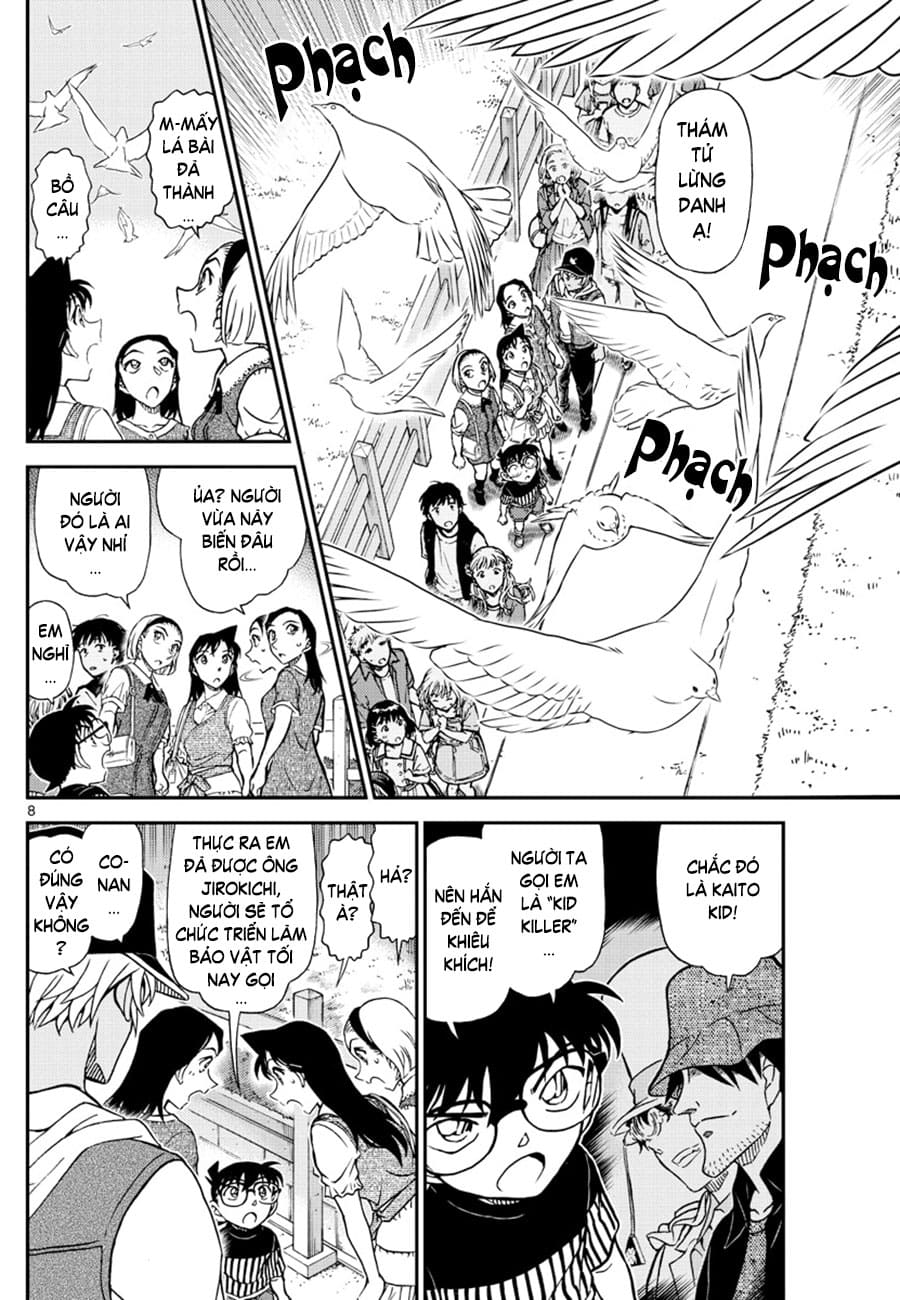 THÁM
TỬ
LỪNG
DANH
Ạ!
Phạch
Phạch
Phạch
M-MẤY
LÁ BÀI
ĐÃ
THÀNH
...
BỒ
CÂU
...
ỦA? NGƯỜI
VỪA NÃY
BIẾN ĐÂU
RỒI...
NGƯỜI
ĐÓ LÀ AI
VẬY NHỈ
...
EM
NGHĨ
...
8
CHẮC ĐÓ
LÀ KAITO
KID!
NGƯỜI TA
GỌI EM
LÀ "KID
KILLER"
...
NÊN HẮN
ĐẾN ĐỂ
KHIÊU
KHÍCH!
HẢ?
THẬT
À?
THỰC RA EM
ĐÃ ĐƯỢC ÔNG
JIROKICHI,
NGƯỜI SẼ TỔ
CHỨC TRIỂN LÃM
BẢO VẬT TỐI
NAY GỌI
...
CO-
NAN
...
CÓ
ĐÚNG
VẬY
KHÔNG
?